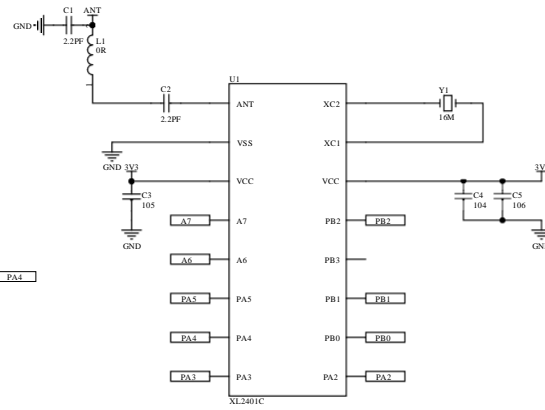 C1 ANT
GND
2.2PF
L1
0R
C2
2.2PF
U1
ANT XC2
Y1
16M
VSS XC1
GND 3V3
VCC VCC
3V
C3
105
C4
104
C5
106
A7 A7 PB2 PB2
GND
GN
A6 A6 PB3
PA4
PA5 PA5 PB1 PB1
PA4 PA4 PB0 PB0
PA3 PA3 PA2 PA2
XL2401C